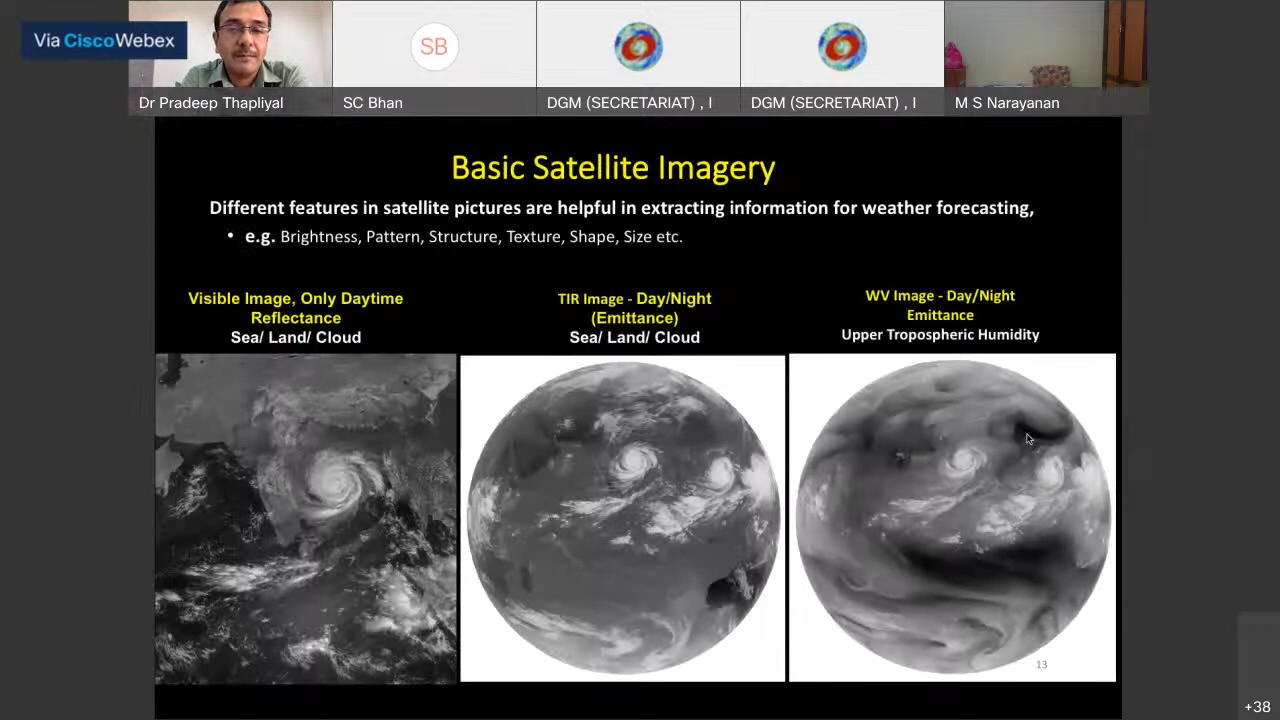 Via Cisco Webex
SB
Dr Pradeep Thapliyal
SC Bhan
DGM (SECRETARIAT) , I
DGM (SECRETARIAT) , I
M S Narayanan
Basic Satellite Imagery
Different features in satellite pictures are helpful in extracting information for weather forecasting,
• e.g. Brightness, Pattern, Structure, Texture, Shape, Size etc.
Visible Image, Only Daytime
Reflectance
Sea/ Land/ Cloud
TIR Image - Day/Night
(Emittance)
Sea/ Land/ Cloud
WV Image - Day/Night
Emittance
Upper Tropospheric Humidity
13
+38